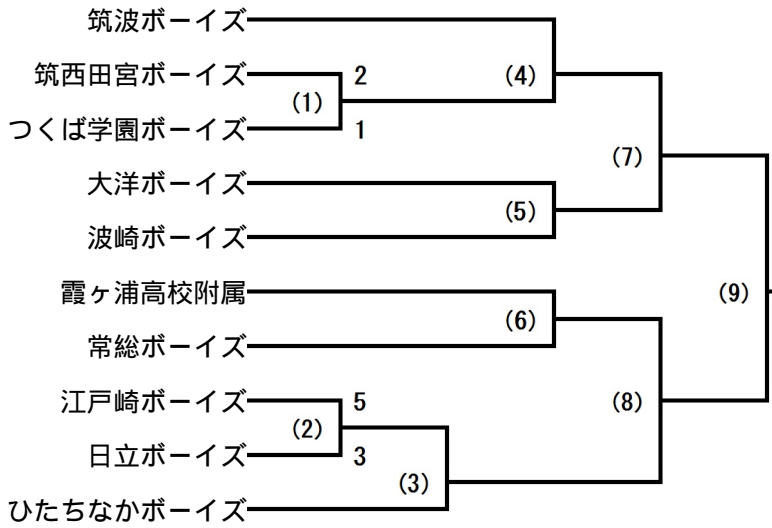 筑波ボーイズ
筑西田宮ボーイズ 2
(4)
(1)
つくば学園ボーイズ 1
(7)
大洋ボーイズ
(5)
波崎ボーイズ
霞ヶ浦高校附属
(9)
(6)
常総ボーイズ
江戸崎ボーイズ 5
(8)
(2)
日立ボーイズ 3
(3)
ひたちなかボーイズ